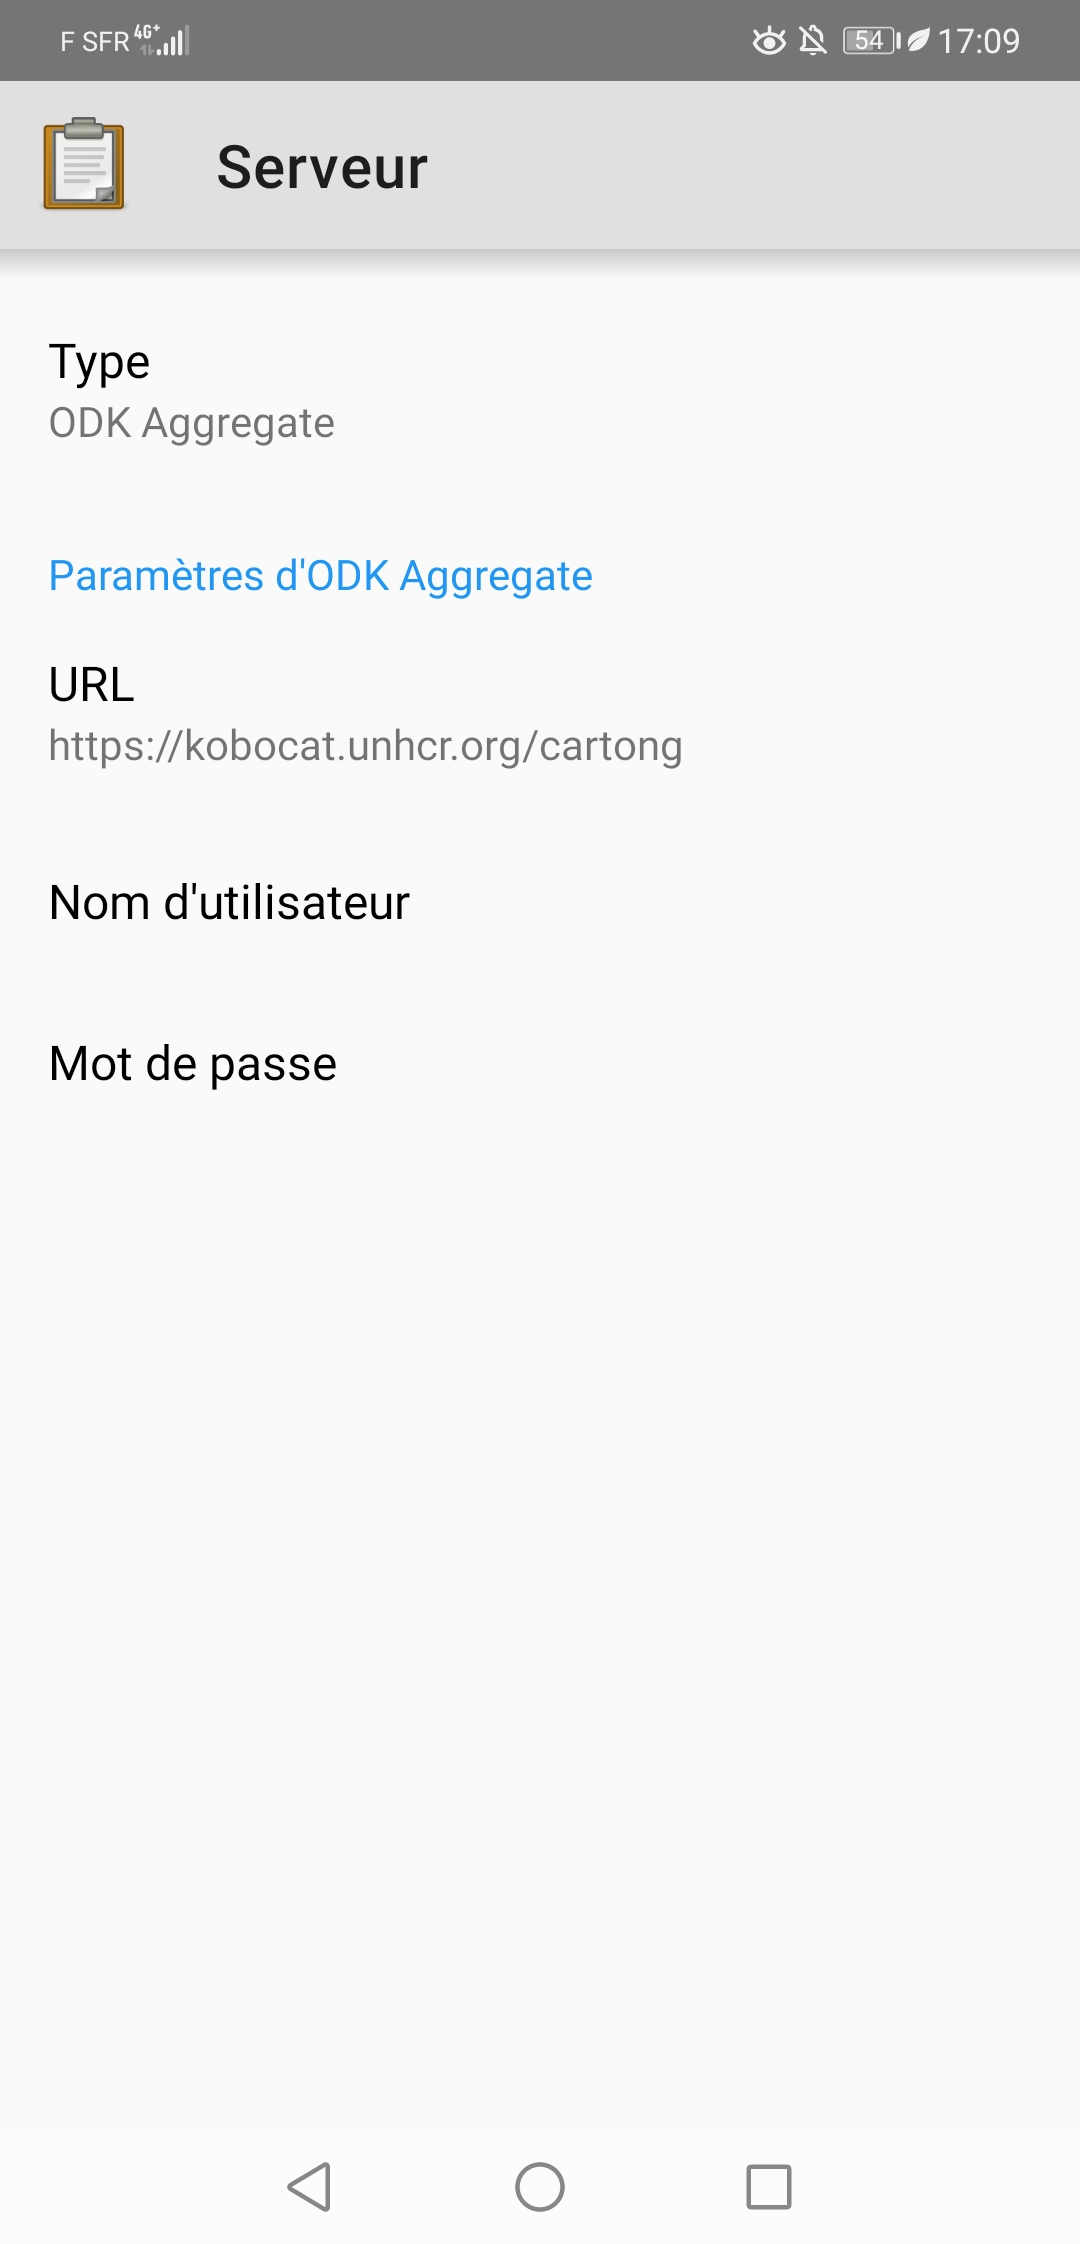 F SFR 4G+ 54 17:09
Serveur
Type
ODK Aggregate
Paramètres d'ODK Aggregate
URL
https://kobocat.unhcr.org/cartong
Nom d'utilisateur
Mot de passe